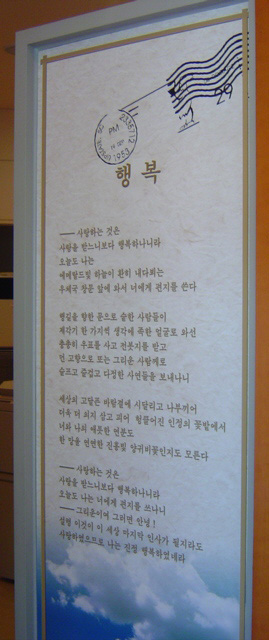 PM
1953
29
행복
── 사랑하는 것은
사랑을 받느니보다 행복하나니라
오늘도 나는
에메랄드빛 하늘이 환히 내다뵈는
우체국 창문 앞에 와서 너에게 편지를 쓴다
행길을 향한 문으로 숱한 사람들이
제각기 한 가지씩 생각에 족한 얼굴로 와선
총총히 우표를 사고 전봇지를 받고
먼 고향으로 또는 그리운 사람께로
슬프고 즐겁고 다정한 사연들을 보내나니
세상의 고달픈 바람결에 시달리고 나부끼어
더욱 더 의지 삼고 피어 헝클어진 인정의 꽃밭에서
너와 나의 애틋한 연분도
한 방울 연연한 진홍빛 양귀비꽃인지도 모른다
── 사랑하는 것은
사랑을 받느니보다 행복하나니라
오늘도 나는 너에게 편지를 쓰나니
── 그리운이여 그러면 안녕!
설령 이것이 이 세상 마지막 인사가 될지라도
사랑하였으므로 나는 진정 행복하였네라